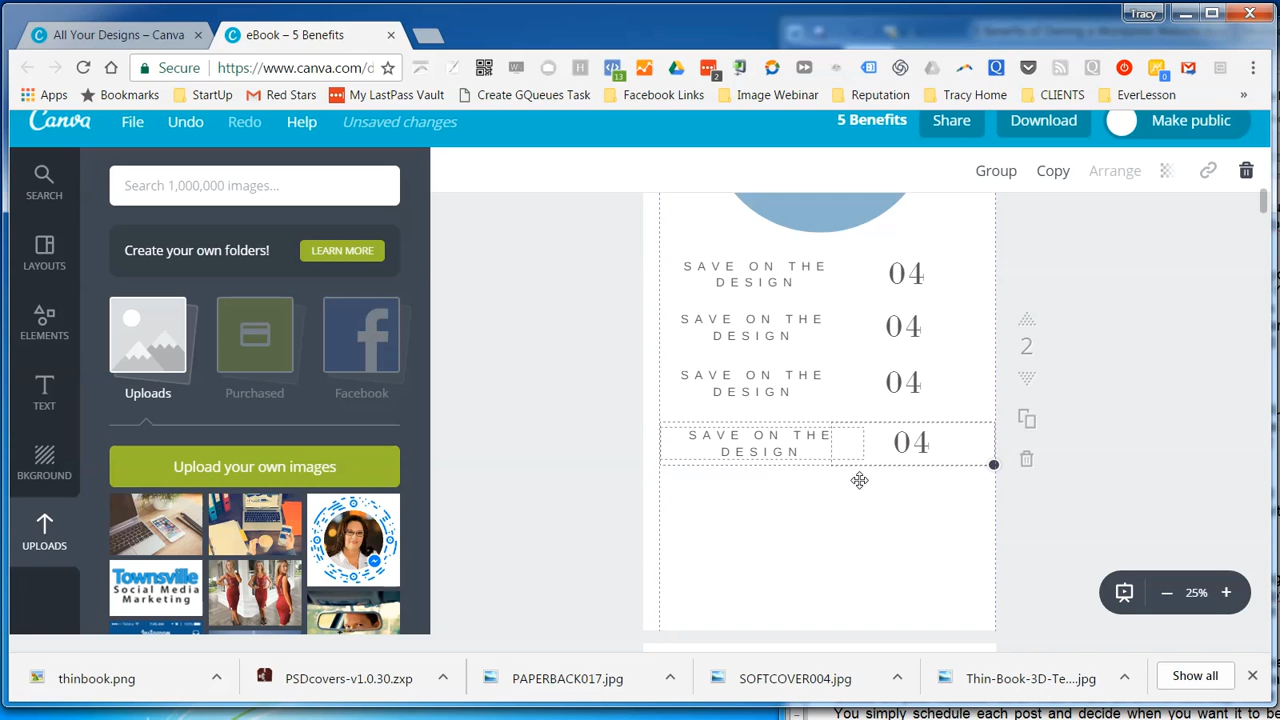 Tracy
All Your Designs – Canva
eBook – 5 Benefits
Secure
https://www.canva.com/d
13
2
0
Apps
Bookmarks
StartUp
Red Stars
My LastPass Vault
Create GQueues Task
Facebook Links
Image Webinar
Reputation
Tracy Home
CLIENTS
EverLesson
»
Canva
File
Undo
Redo
Help
Unsaved changes
5 Benefits
Share
Download
Make public
SEARCH
LAYOUTS
ELEMENTS
TEXT
BKGROUND
UPLOADS
Search 1,000,000 images...
Create your own folders!
LEARN MORE
Uploads
Purchased
Facebook
Upload your own images
Townsville
Social Media
Marketing
Group
Copy
Arrange
SAVE ON THE
DESIGN
04
SAVE ON THE
DESIGN
04
SAVE ON THE
DESIGN
04
SAVE ON THE
DESIGN
04
2
25%
thinbook.png
PSDcovers-v1.0.30.zxp
PAPERBACK017.jpg
SOFTCOVER004.jpg
Thin-Book-3D-Te....jpg
Show all
You simply schedule each post and decide when you want it to be